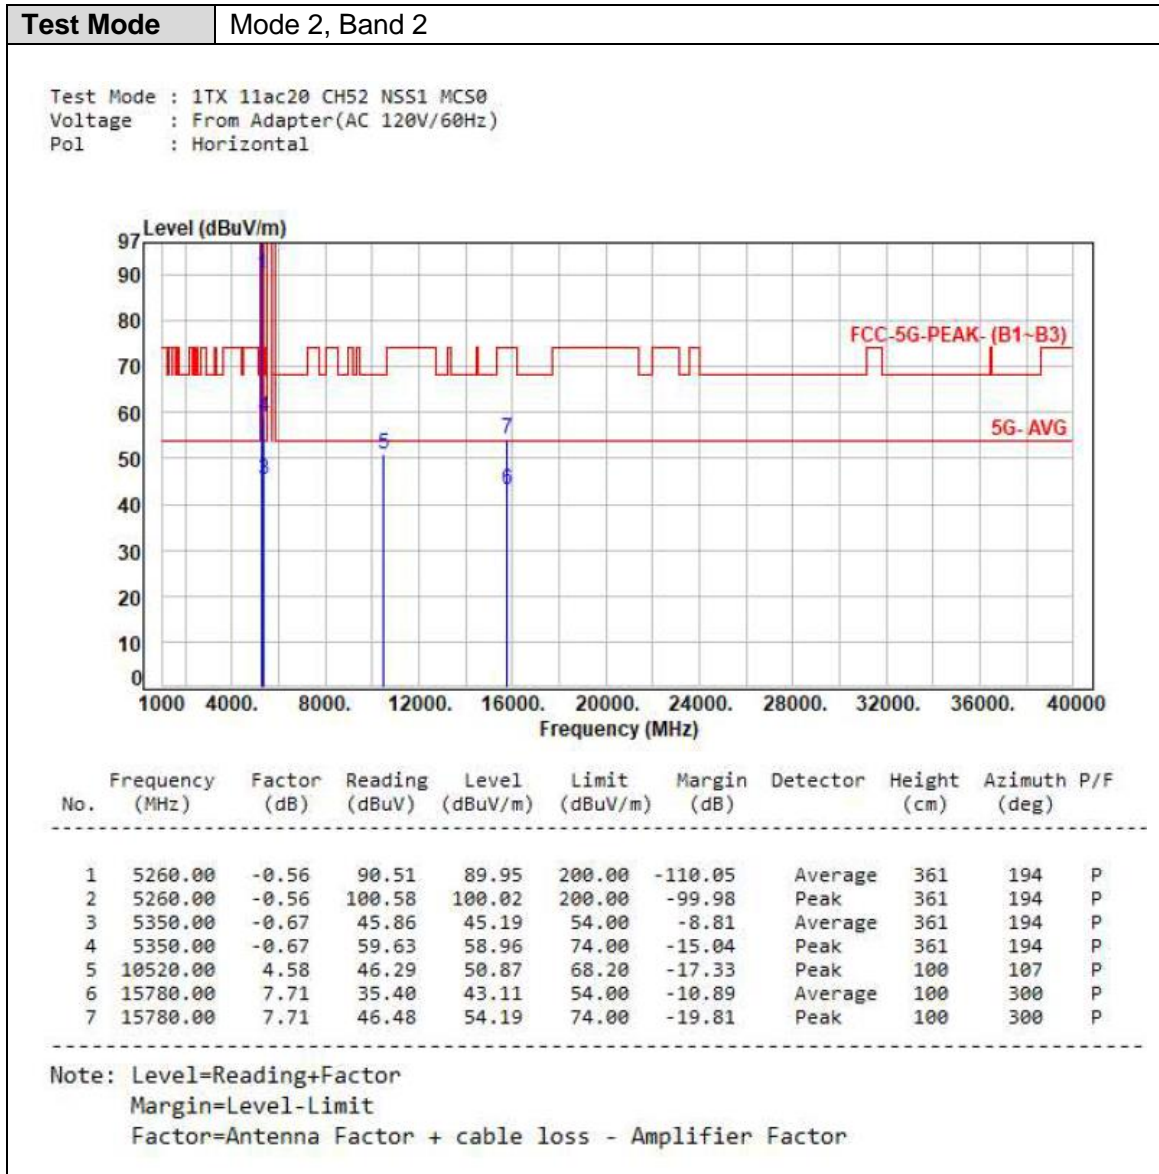 Test Mode Mode 2, Band 2
Test Mode : 1TX 11ac20 CH52 NSS1 MCS0
Voltage : From Adapter(AC 120V/60Hz)
Pol : Horizontal
Level (dBuV/m)
97
90
80
70
60
50
40
30
20
10
0
FCC-5G-PEAK- (B1~B3)
5G- AVG
1
4
3
5
7
6
1000 4000. 8000. 12000. 16000. 20000. 24000. 28000. 32000. 36000. 40000
Frequency (MHz)
Frequency Factor Reading Level Limit Margin Detector Height Azimuth P/F
No. (MHz) (dB) (dBuV) (dBuV/m) (dBuV/m) (dB) (cm) (deg)
1 5260.00 -0.56 90.51 89.95 200.00 -110.05 Average 361 194 P
2 5260.00 -0.56 100.58 100.02 200.00 -99.98 Peak 361 194 P
3 5350.00 -0.67 45.86 45.19 54.00 -8.81 Average 361 194 P
4 5350.00 -0.67 59.63 58.96 74.00 -15.04 Peak 361 194 P
5 10520.00 4.58 46.29 50.87 68.20 -17.33 Peak 100 107 P
6 15780.00 7.71 35.40 43.11 54.00 -10.89 Average 100 300 P
7 15780.00 7.71 46.48 54.19 74.00 -19.81 Peak 100 300 P
Note: Level=Reading+Factor
Margin=Level-Limit
Factor=Antenna Factor + cable loss - Amplifier Factor